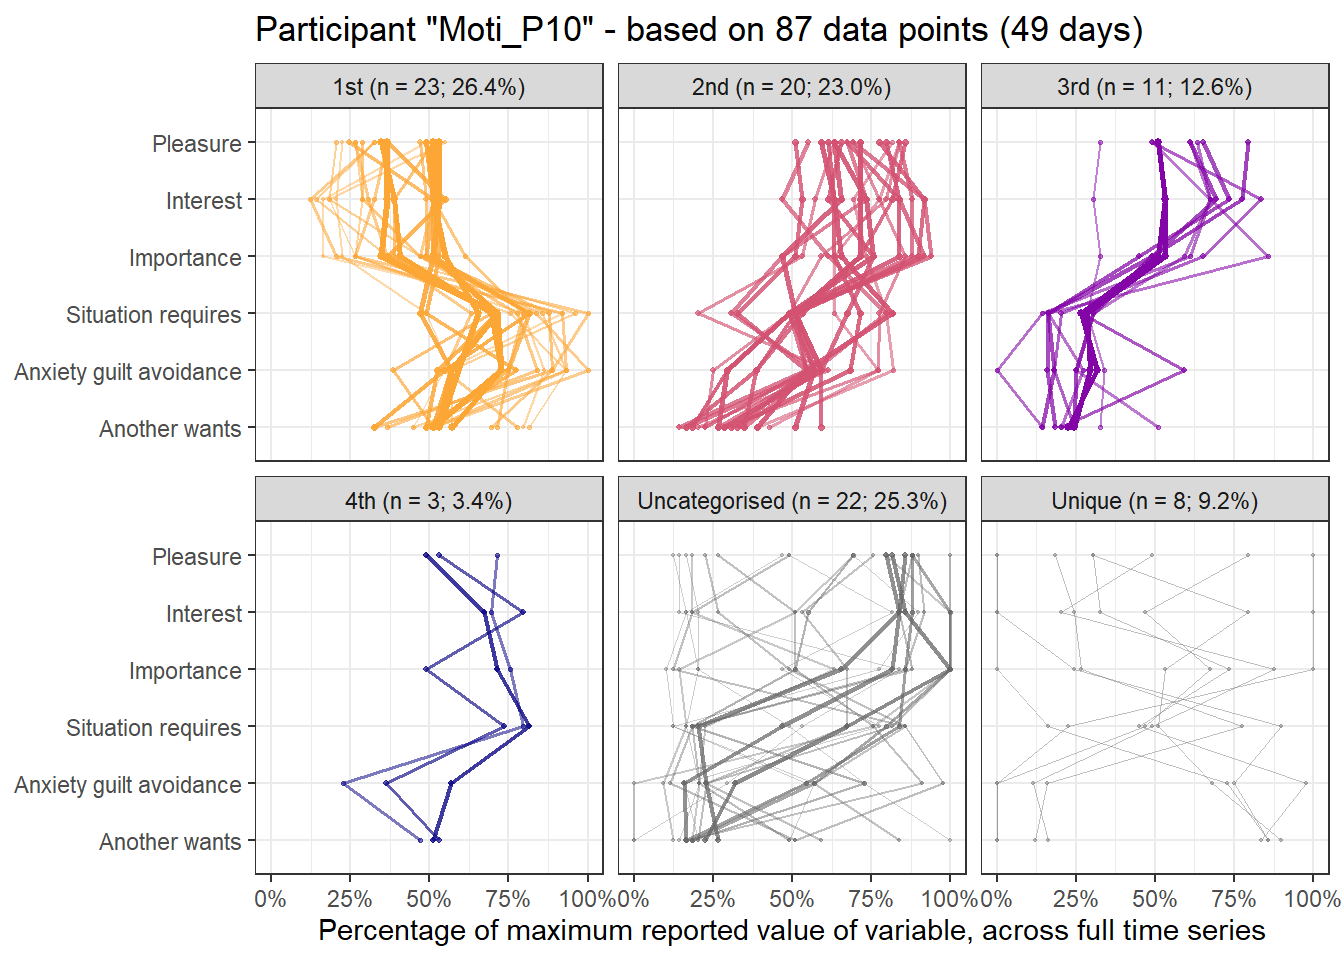 Participant "Moti_P10" - based on 87 data points (49 days)
1st (n = 23; 26.4%)
2nd (n = 20; 23.0%)
3rd (n = 11; 12.6%)
Pleasure
Interest
Importance
Situation requires
Anxiety guilt avoidance
Another wants
4th (n = 3; 3.4%)
Uncategorised (n = 22; 25.3%)
Unique (n = 8; 9.2%)
Pleasure
Interest
Importance
Situation requires
Anxiety guilt avoidance
Another wants
0% 25% 50% 75% 100%
0% 25% 50% 75% 100%
0% 25% 50% 75% 100%
Percentage of maximum reported value of variable, across full time series